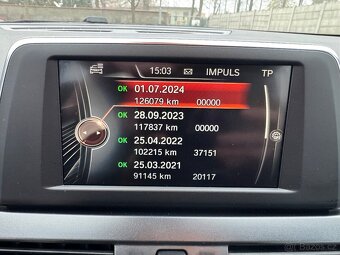 15:03 IMPULS TP
OK 01.07.2024
126079 km 00000
OK 28.09.2023
117837 km 00000
OK 25.04.2022
102215 km 37151
OK 25.03.2021
91145 km 20117